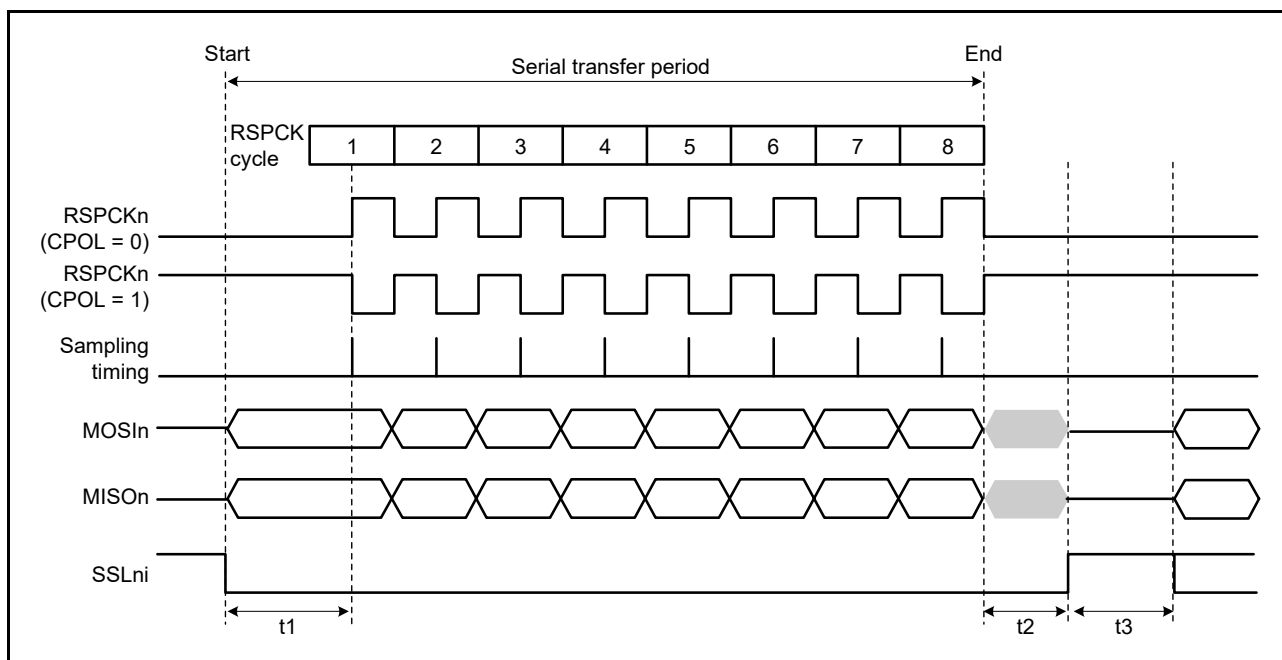 Start
End
Serial transfer period
RSPCK
cycle
1 2 3 4 5 6 7 8
RSPCKn
(CPOL = 0)
RSPCKn
(CPOL = 1)
Sampling
timing
MOSIn
MISOn
SSLni
t1
t2
t3